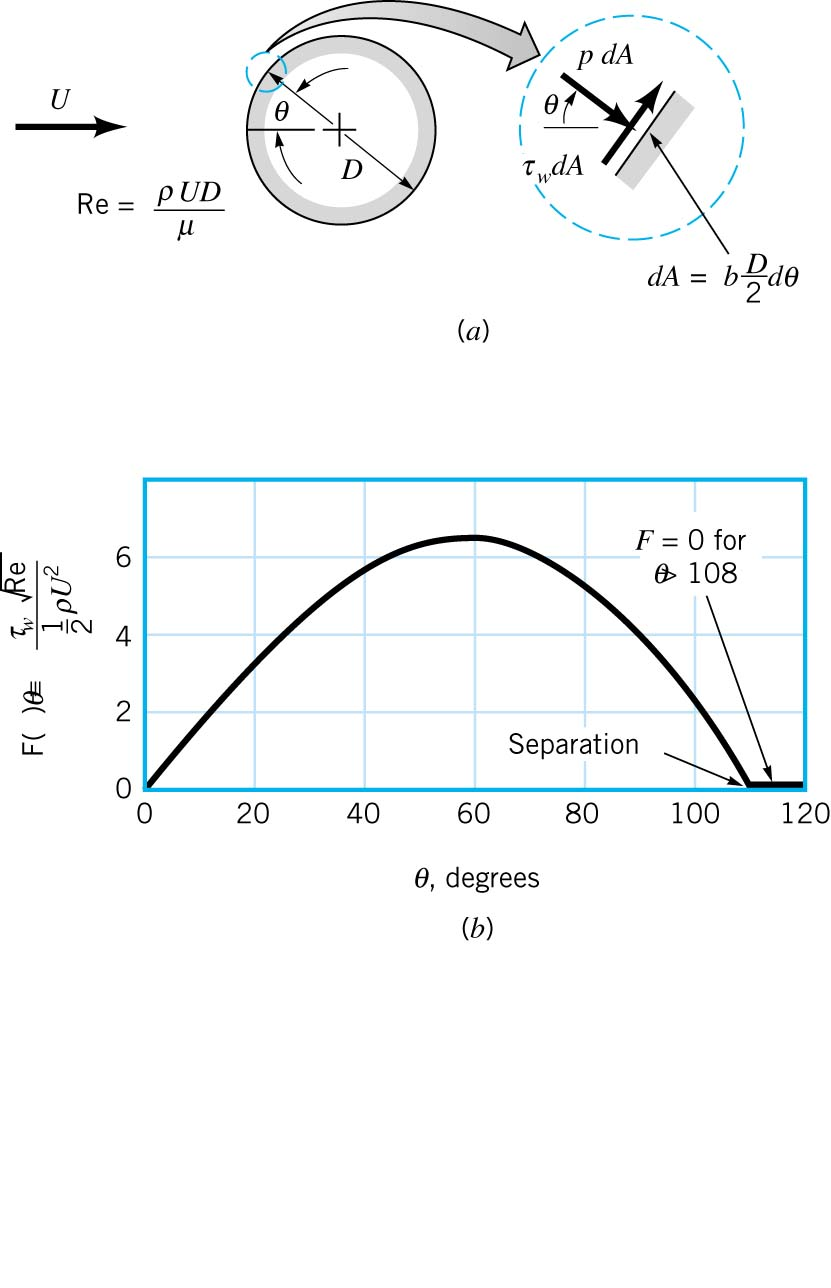 U
Re = ρUD / μ
θ
D
p dA
θ
τw dA
dA = b D/2 dθ
(a)
F(θ) = τw √Re / ½ρU²
6
4
2
0
F = 0 for
θ > 108
Separation
0 20 40 60 80 100 120
θ, degrees
(b)